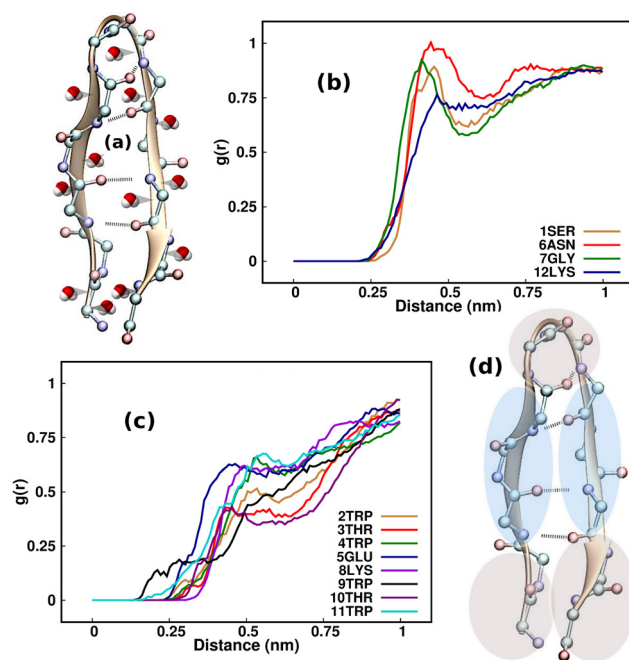 (a)
(b)
g(r)
1
0.75
0.5
0.25
0
0
0.25
0.5
0.75
1
Distance (nm)
1SER
6ASN
7GLY
12LYS
(c)
g(r)
1
0.75
0.5
0.25
0
0
0.25
0.5
0.75
1
Distance (nm)
2TRP
3THR
4TRP
5GLU
8LYS
9TRP
10THR
11TRP
(d)